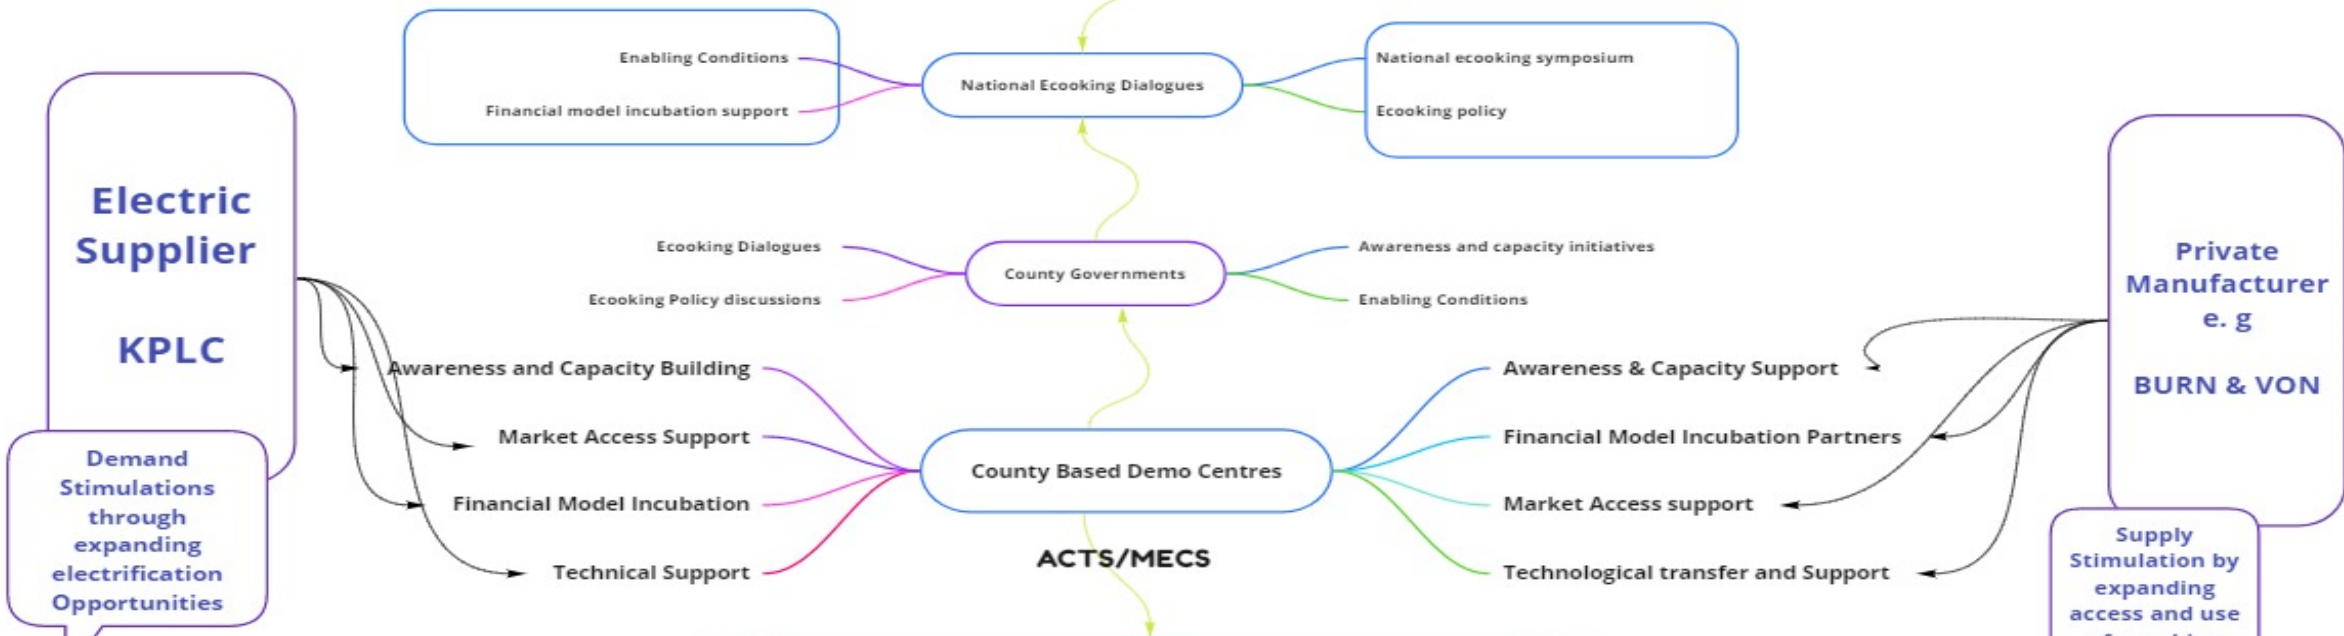 Enabling Conditions
Financial model incubation support
National Ecooking Dialogues
National ecooking symposium
Ecooking policy
Electric
Supplier
KPLC
Demand
Stimulations
through
expanding
electrification
Opportunities
Ecooking Dialogues
Ecooking Policy discussions
County Governments
Awareness and capacity initiatives
Enabling Conditions
Awareness and Capacity Building
Market Access Support
Financial Model Incubation
Technical Support
County Based Demo Centres
ACTS/MECS
Awareness & Capacity Support
Financial Model Incubation Partners
Market Access support
Technological transfer and Support
Private
Manufacturer
e. g
BURN & VON
Supply
Stimulation by
expanding
access and use